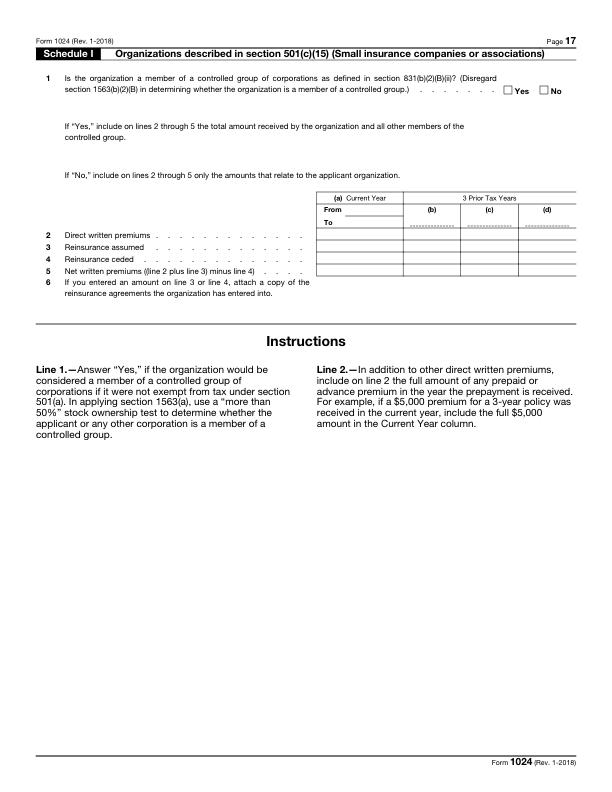 Form 1024 (Rev. 1-2018) Page 17
Schedule I Organizations described in section 501(c)(15) (Small insurance companies or associations)
1 Is the organization a member of a controlled group of corporations as defined in section 831(b)(2)(B)(ii)? (Disregard
section 1563(b)(2)(B) in determining whether the organization is a member of a controlled group.) . . . . . . . Yes No
If "Yes," include on lines 2 through 5 the total amount received by the organization and all other members of the
controlled group.
If "No," include on lines 2 through 5 only the amounts that relate to the applicant organization.
(a) Current Year 3 Prior Tax Years
From (b) (c) (d)
To
2 Direct written premiums . . . . . . . . . . . .
3 Reinsurance assumed . . . . . . . . . . . .
4 Reinsurance ceded . . . . . . . . . . . .
5 Net written premiums ((line 2 plus line 3) minus line 4) . . . .
6 If you entered an amount on line 3 or line 4, attach a copy of the
reinsurance agreements the organization has entered into.
Instructions
Line 1.—Answer "Yes," if the organization would be
considered a member of a controlled group of
corporations if it were not exempt from tax under section
501(a). In applying section 1563(a), use a "more than
50%" stock ownership test to determine whether the
applicant or any other corporation is a member of a
controlled group.
Line 2.—In addition to other direct written premiums,
include on line 2 the full amount of any prepaid or
advance premium in the year the prepayment is received.
For example, if a $5,000 premium for a 3-year policy was
received in the current year, include the full $5,000
amount in the Current Year column.
Form 1024 (Rev. 1-2018)